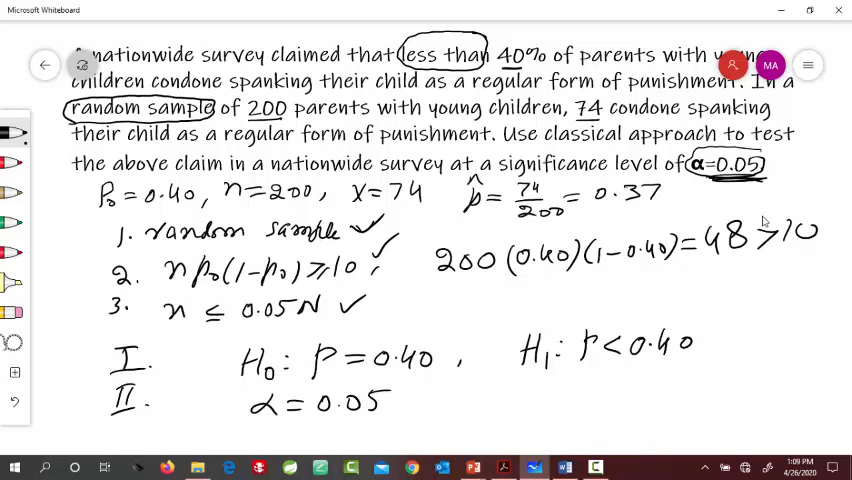 Microsoft Whiteboard
A nationwide survey claimed that less than 40% of parents with young
children condone spanking their child as a regular form of punishment. In a
random sample of 200 parents with young children, 74 condone spanking
their child as a regular form of punishment. Use classical approach to test
the above claim in a nationwide survey at a significance level of α=0.05.
MA
P₀ = 0.40, n = 200, x = 74 p̂ = 74/200 = 0.37
1. random sample ✓
2. np₀(1-p₀) ≥ 10, ✓ 200(0.40)(1-0.40) = 48 > 10
3. n ≤ 0.05N ✓
I. H₀: P = 0.40, H₁: P < 0.40
II. α = 0.05
1:09 PM
4/26/2020